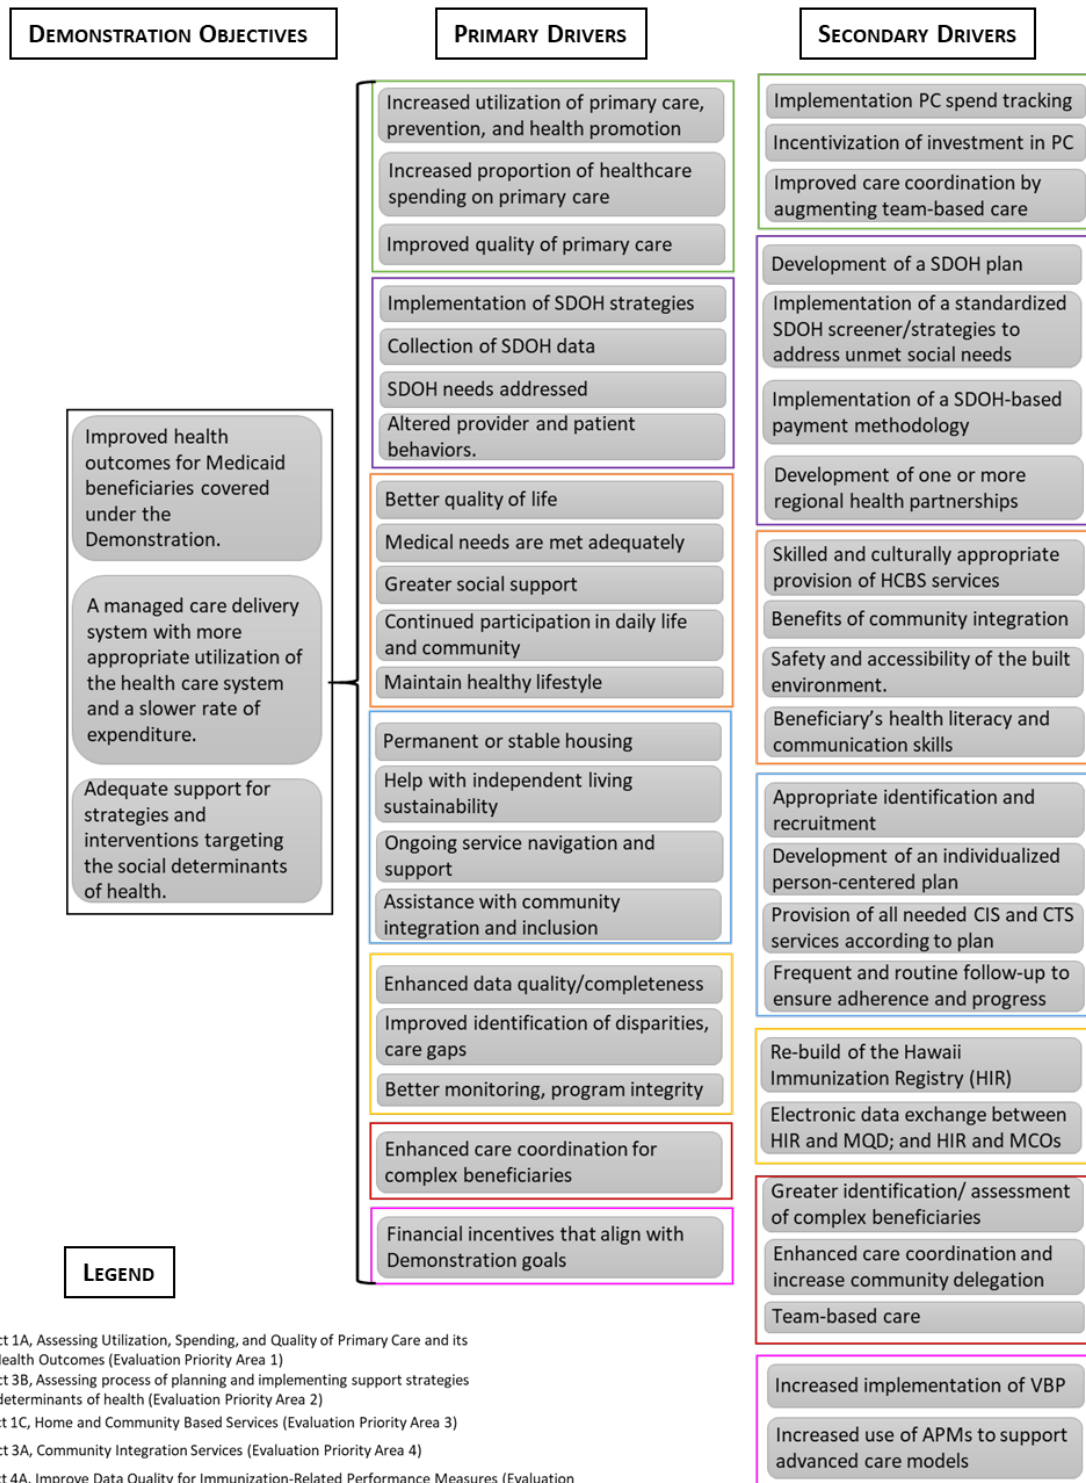 DEMONSTRATION OBJECTIVES
PRIMARY DRIVERS
SECONDARY DRIVERS
Improved health
outcomes for Medicaid
beneficiaries covered
under the
Demonstration.
A managed care delivery
system with more
appropriate utilization of
the health care system
and a slower rate of
expenditure.
Adequate support for
strategies and
interventions targeting
the social determinants
of health.
Increased utilization of primary care,
prevention, and health promotion
Increased proportion of healthcare
spending on primary care
Improved quality of primary care
Implementation of SDOH strategies
Collection of SDOH data
SDOH needs addressed
Altered provider and patient
behaviors.
Better quality of life
Medical needs are met adequately
Greater social support
Continued participation in daily life
and community
Maintain healthy lifestyle
Permanent or stable housing
Help with independent living
sustainability
Ongoing service navigation and
support
Assistance with community
integration and inclusion
Enhanced data quality/completeness
Improved identification of disparities,
care gaps
Better monitoring, program integrity
Enhanced care coordination for
complex beneficiaries
Financial incentives that align with
Demonstration goals
Implementation PC spend tracking
Incentivization of investment in PC
Improved care coordination by
augmenting team-based care
Development of a SDOH plan
Implementation of a standardized
SDOH screener/strategies to
address unmet social needs
Implementation of a SDOH-based
payment methodology
Development of one or more
regional health partnerships
Skilled and culturally appropriate
provision of HCBS services
Benefits of community integration
Safety and accessibility of the built
environment.
Beneficiary's health literacy and
communication skills
Appropriate identification and
recruitment
Development of an individualized
person-centered plan
Provision of all needed CIS and CTS
services according to plan
Frequent and routine follow-up to
ensure adherence and progress
Re-build of the Hawaii
Immunization Registry (HIR)
Electronic data exchange between
HIR and MQD; and HIR and MCOs
Greater identification/ assessment
of complex beneficiaries
Enhanced care coordination and
increase community delegation
Team-based care
Increased implementation of VBP
Increased use of APMs to support
advanced care models
LEGEND
ct 1A, Assessing Utilization, Spending, and Quality of Primary Care and its
Health Outcomes (Evaluation Priority Area 1)
ct 3B, Assessing process of planning and implementing support strategies
determinants of health (Evaluation Priority Area 2)
ct 1C, Home and Community Based Services (Evaluation Priority Area 3)
ct 3A, Community Integration Services (Evaluation Priority Area 4)
ct 4A, Improve Data Quality for Immunization-Related Performance Measures (Evaluation